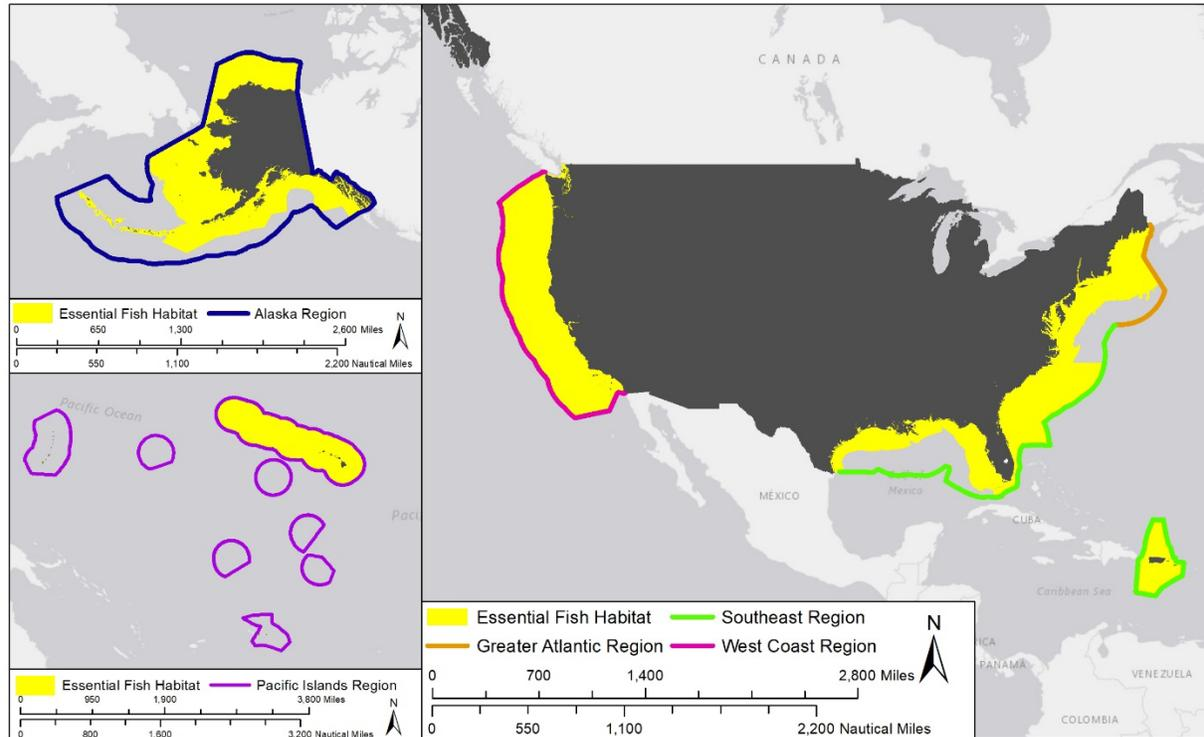 Essential Fish Habitat Alaska Region
0 650 1,300 2,600 Miles
0 550 1,100 2,200 Nautical Miles
N
Pacific Ocean
Essential Fish Habitat Pacific Islands Region
0 950 1,900 3,800 Miles
0 800 1,600 3,200 Nautical Miles
N
CANADA
MÉXICO
Gulf of
Mexico
CUBA
Caribbean Sea
PANAMÁ
VENEZUELA
COLOMBIA
Essential Fish Habitat Southeast Region
Greater Atlantic Region West Coast Region
N
0 700 1,400 2,800 Miles
0 550 1,100 2,200 Nautical Miles